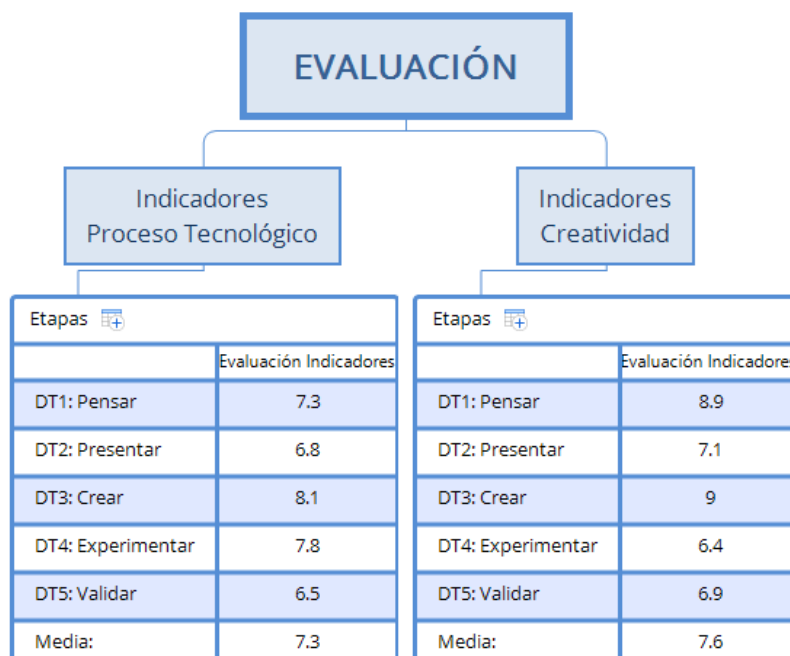 EVALUACIÓN
Indicadores
Proceso Tecnológico
Indicadores
Creatividad
Etapas
Evaluación Indicadores
DT1: Pensar 7.3
DT2: Presentar 6.8
DT3: Crear 8.1
DT4: Experimentar 7.8
DT5: Validar 6.5
Media: 7.3
Etapas
Evaluación Indicadores
DT1: Pensar 8.9
DT2: Presentar 7.1
DT3: Crear 9
DT4: Experimentar 6.4
DT5: Validar 6.9
Media: 7.6